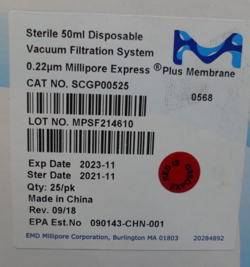 Sterile 50ml Disposable
Vacuum Filtration System
0.22µm Millipore Express ®Plus Membrane
CAT NO. SCGP00525
0568
LOT NO. MPSF214610
Exp Date 2023-11
Ster Date 2021-11
Qty: 25/pk
Made in China
Rev. 09/18
EPA Est.No 090143-CHN-001
EMD Millipore Corporation, Burlington MA 01803 20284892